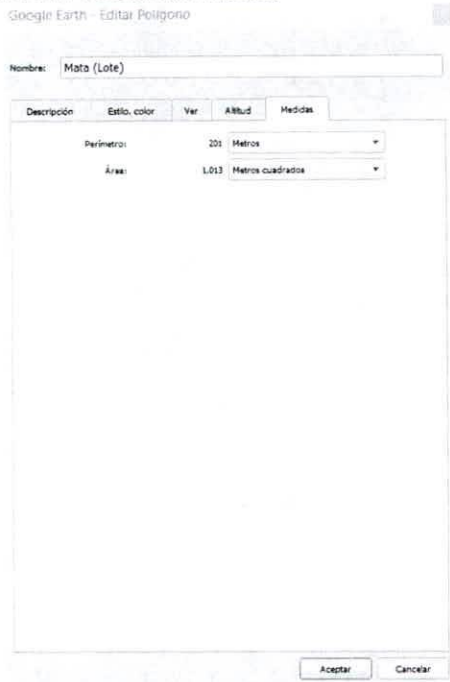 Google Earth - Editar Polígono
Nombre: Mata (Lote)
Descripción Estilo, color Ver Altitud Medidas
Perímetro: 201 Metros
Área: 1.013 Metros cuadrados
Aceptar Cancelar